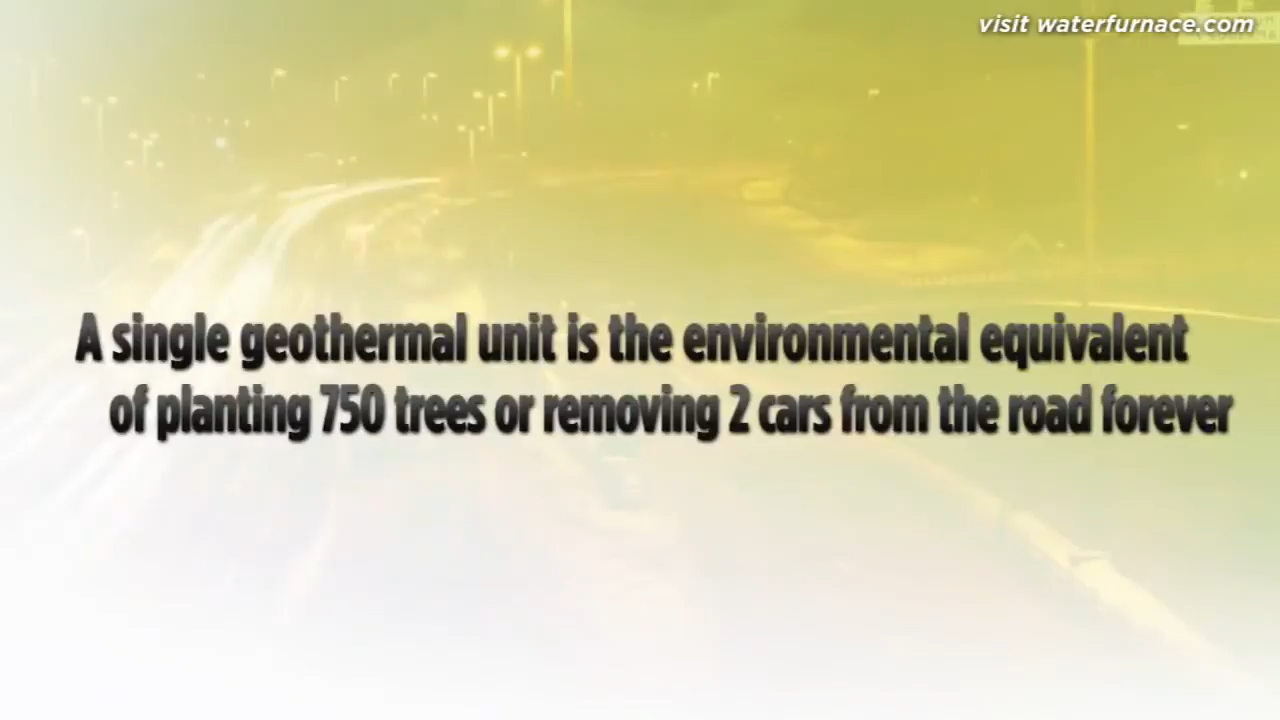 visit waterfurnace.com
A single geothermal unit is the environmental equivalent
of planting 750 trees or removing 2 cars from the road forever